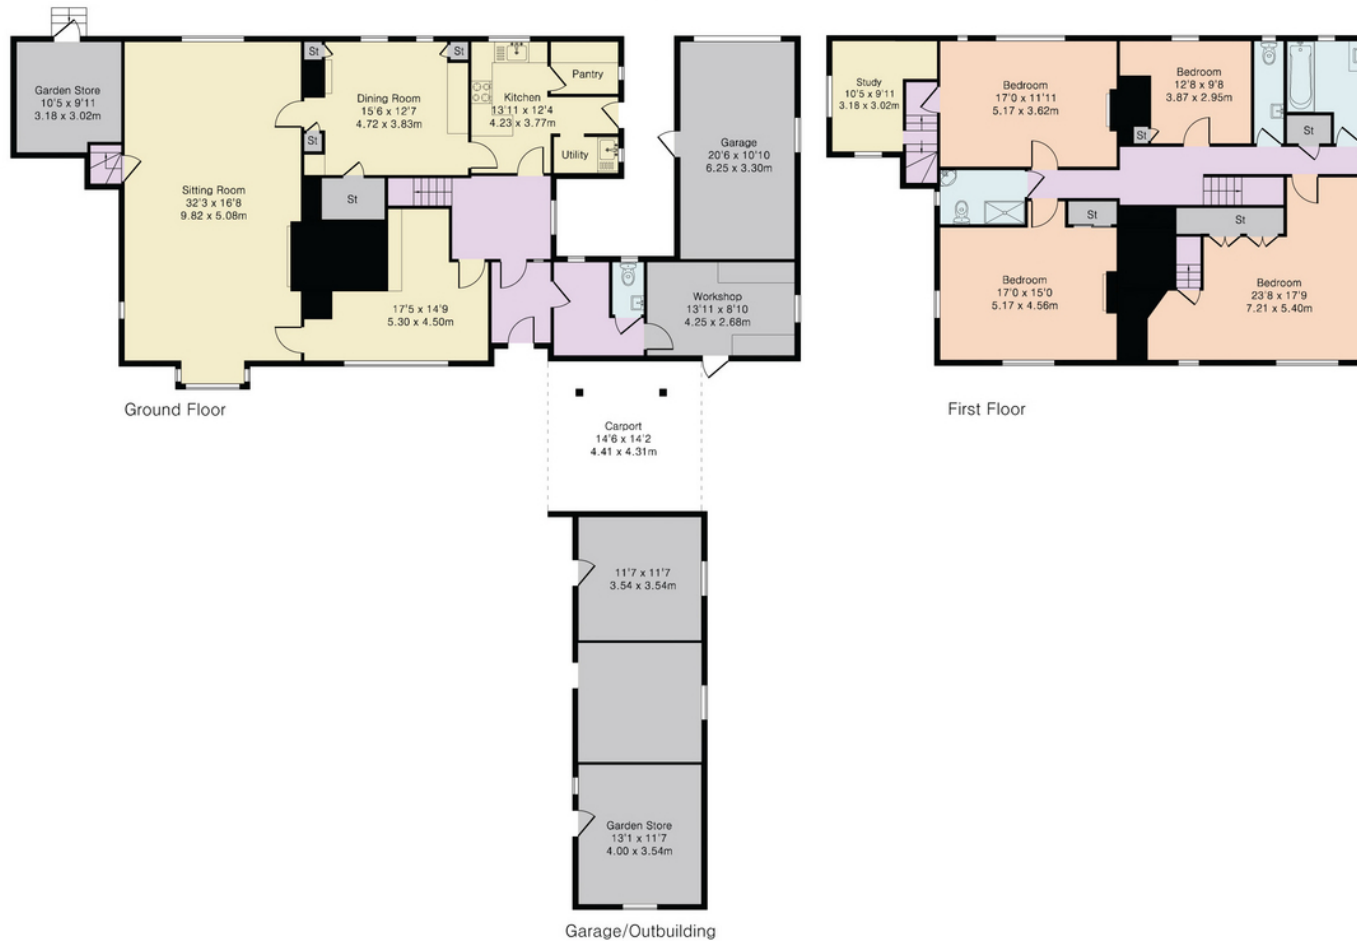 Garden Store
10'5 x 9'11
3.18 x 3.02m
Sitting Room
32'3 x 16'8
9.82 x 5.08m
St
St
Dining Room
15'6 x 12'7
4.72 x 3.83m
St
St
Kitchen
13'11 x 12'4
4.23 x 3.77m
Pantry
Utility
17'5 x 14'9
5.30 x 4.50m
Garage
20'6 x 10'10
6.25 x 3.30m
Workshop
13'11 x 8'10
4.25 x 2.68m
Ground Floor
Carport
14'6 x 14'2
4.41 x 4.31m
11'7 x 11'7
3.54 x 3.54m
Garden Store
13'1 x 11'7
4.00 x 3.54m
Garage/Outbuilding
Study
10'5 x 9'11
3.18 x 3.02m
Bedroom
17'0 x 11'11
5.17 x 3.62m
Bedroom
12'8 x 9'8
3.87 x 2.95m
St
St
St
St
Bedroom
17'0 x 15'0
5.17 x 4.56m
Bedroom
23'8 x 17'9
7.21 x 5.40m
First Floor